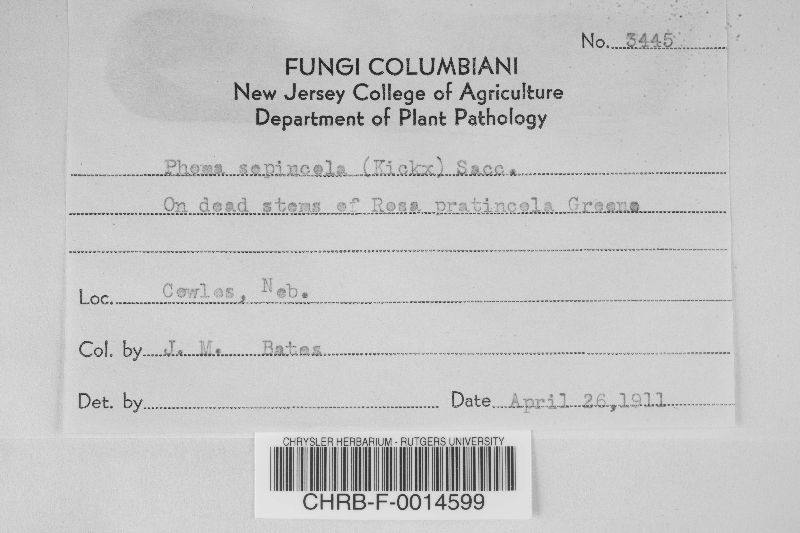 No. 3445
FUNGI COLUMBIANI
New Jersey College of Agriculture
Department of Plant Pathology
Phoma sepincola (Kickx) Sacc.
On dead stems of Rosa pratincola Greene
Loc. Cowles, Neb.
Col. by J. M. Bates
Det. by
Date April 26, 1911
CHRYSLER HERBARIUM - RUTGERS UNIVERSITY
CHRB-F-0014599